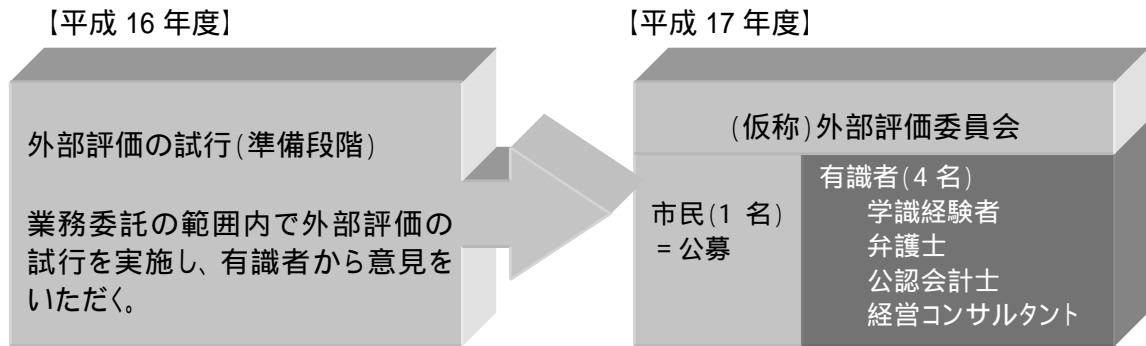 【平成 16 年度】
外部評価の試行(準備段階)
業務委託の範囲内で外部評価の
試行を実施し、有識者から意見を
いただく。
【平成 17 年度】
(仮称)外部評価委員会
市民(1 名)
=公募
有識者(4 名)
学識経験者
弁護士
公認会計士
経営コンサルタント